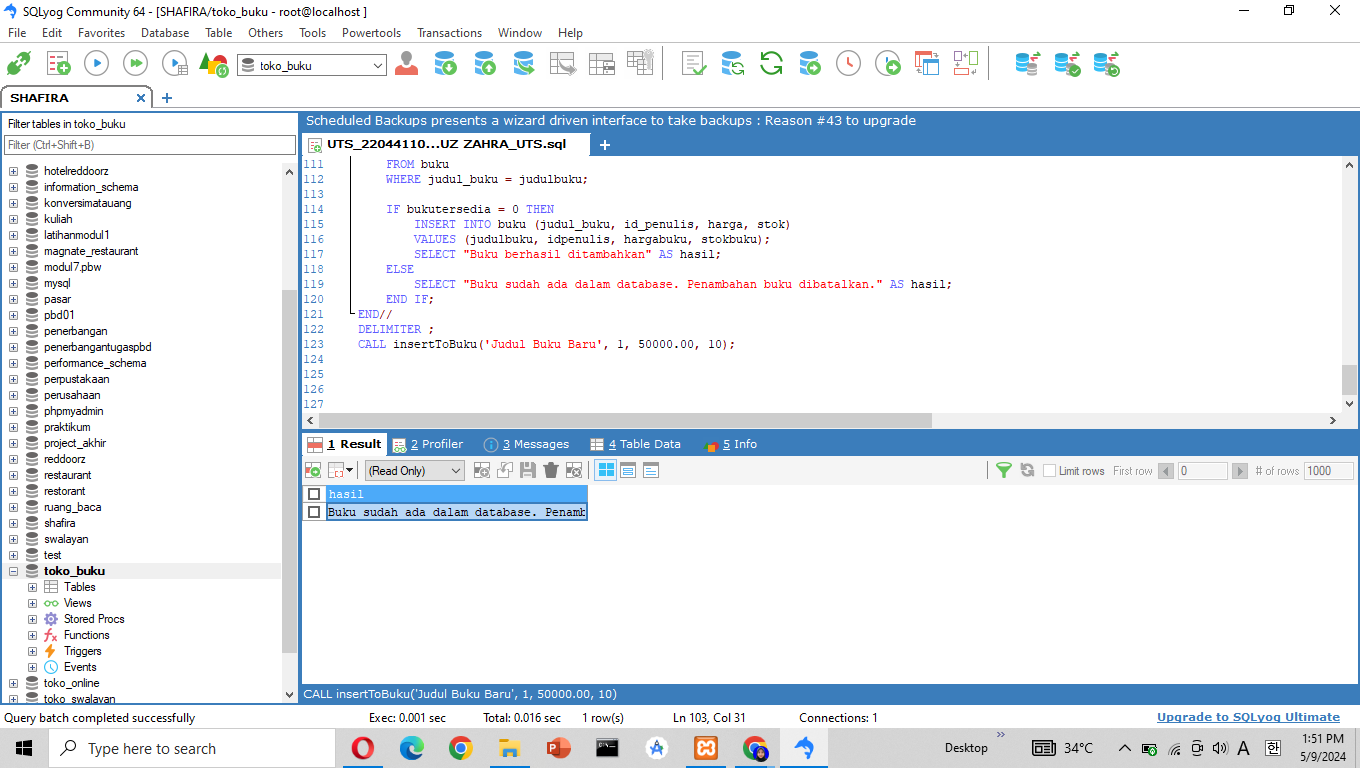 SQLyog Community 64 - [SHAFIRA/toko_buku - root@localhost ]
File Edit Favorites Database Table Others Tools Powertools Transactions Window Help
toko_buku
SHAFIRA
Filter tables in toko_buku
Filter (Ctrl+Shift+B)
hotelreddoorz
information_schema
konversimatauang
kuliah
latihanmodul1
magnate_restaurant
modul7.pbw
mysql
pasar
pbd01
penerbangan
penerbangantugaspbd
performance_schema
perpustakaan
perusahaan
phpmyadmin
praktikum
project_akhir
reddoorz
restaurant
restorant
ruang_baca
shafira
swalayan
test
toko_buku
Tables
Views
Stored Procs
Functions
Triggers
Events
toko_online
toko_swalayan
Scheduled Backups presents a wizard driven interface to take backups : Reason #43 to upgrade
UTS_22044110...UZ ZAHRA_UTS.sql
111 FROM buku
112 WHERE judul_buku = judulbuku;
113
114 IF bukutersedia = 0 THEN
115 INSERT INTO buku (judul_buku, id_penulis, harga, stok)
116 VALUES (judulbuku, idpenulis, hargabuku, stokbuku);
117 SELECT "Buku berhasil ditambahkan" AS hasil;
118 ELSE
119 SELECT "Buku sudah ada dalam database. Penambahan buku dibatalkan." AS hasil;
120 END IF;
121 END//
122 DELIMITER ;
123 CALL insertToBuku('Judul Buku Baru', 1, 50000.00, 10);
124
125
126
127
1 Result 2 Profiler 3 Messages 4 Table Data 5 Info
(Read Only) Limit rows First row 0 # of rows 1000
hasil
Buku sudah ada dalam database. Penamb
CALL insertToBuku('Judul Buku Baru', 1, 50000.00, 10)
Query batch completed successfully Exec: 0.001 sec Total: 0.016 sec 1 row(s) Ln 103, Col 31 Connections: 1 Upgrade to SQLyog Ultimate
Type here to search Desktop 34°C A 한 1:51 PM
5/9/2024